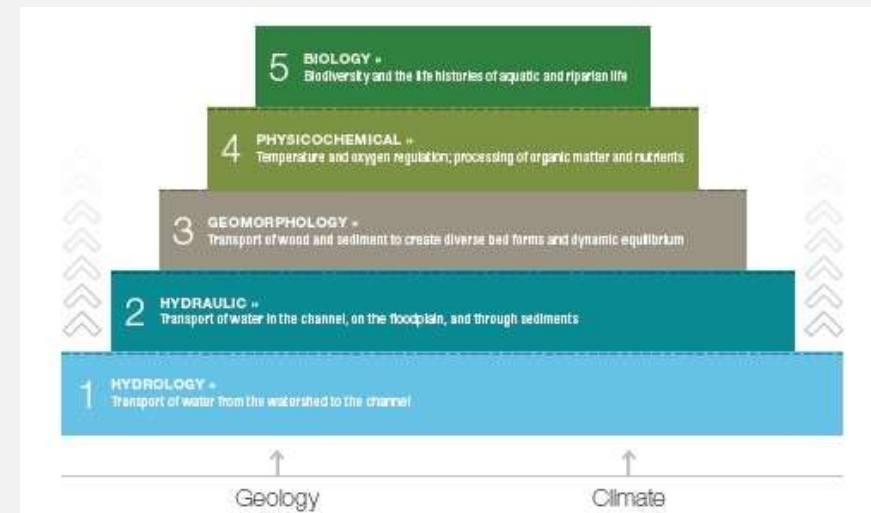 5 BIOLOGY »
Biodiversity and the life histories of aquatic and riparian life
4 PHYSICOCHEMICAL »
Temperature and oxygen regulation; processing of organic matter and nutrients
3 GEOMORPHOLOGY »
Transport of wood and sediment to create diverse bed forms and dynamic equilibrium
2 HYDRAULIC »
Transport of water in the channel, on the floodplain, and through sediments
1 HYDROLOGY »
Transport of water from the watershed to the channel
Geology Climate